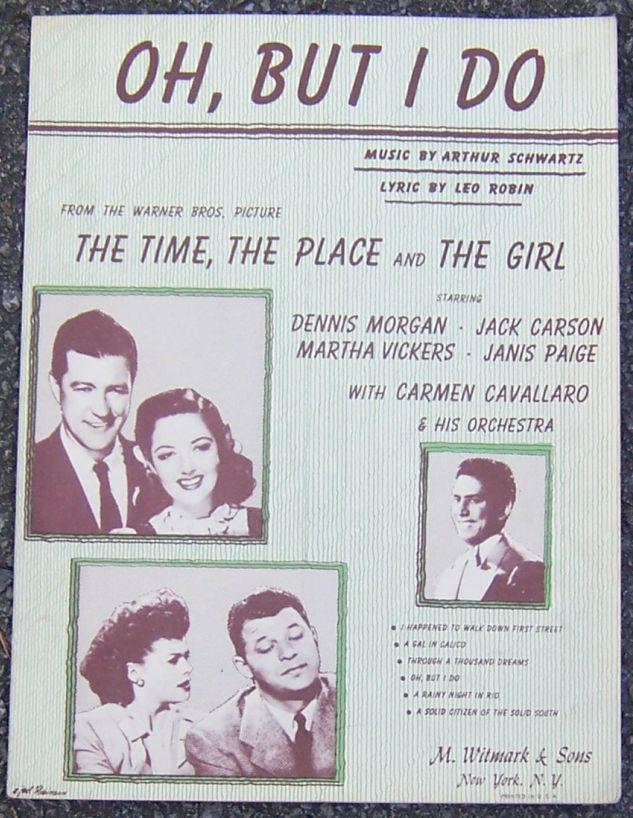 OH, BUT I DO
MUSIC BY ARTHUR SCHWARTZ
LYRIC BY LEO ROBIN
FROM THE WARNER BROS. PICTURE
THE TIME, THE PLACE AND THE GIRL
STARRING
DENNIS MORGAN · JACK CARSON
MARTHA VICKERS · JANIS PAIGE
WITH CARMEN CAVALLARO
& HIS ORCHESTRA
• I HAPPENED TO WALK DOWN FIRST STREET
• A GAL IN CALICO
• THROUGH A THOUSAND DREAMS
• OH, BUT I DO
• A RAINY NIGHT IN RIO
• A SOLID CITIZEN OF THE SOLID SOUTH
M. Witmark & Sons
New York, N. Y.
PRINTED IN U. S. A.